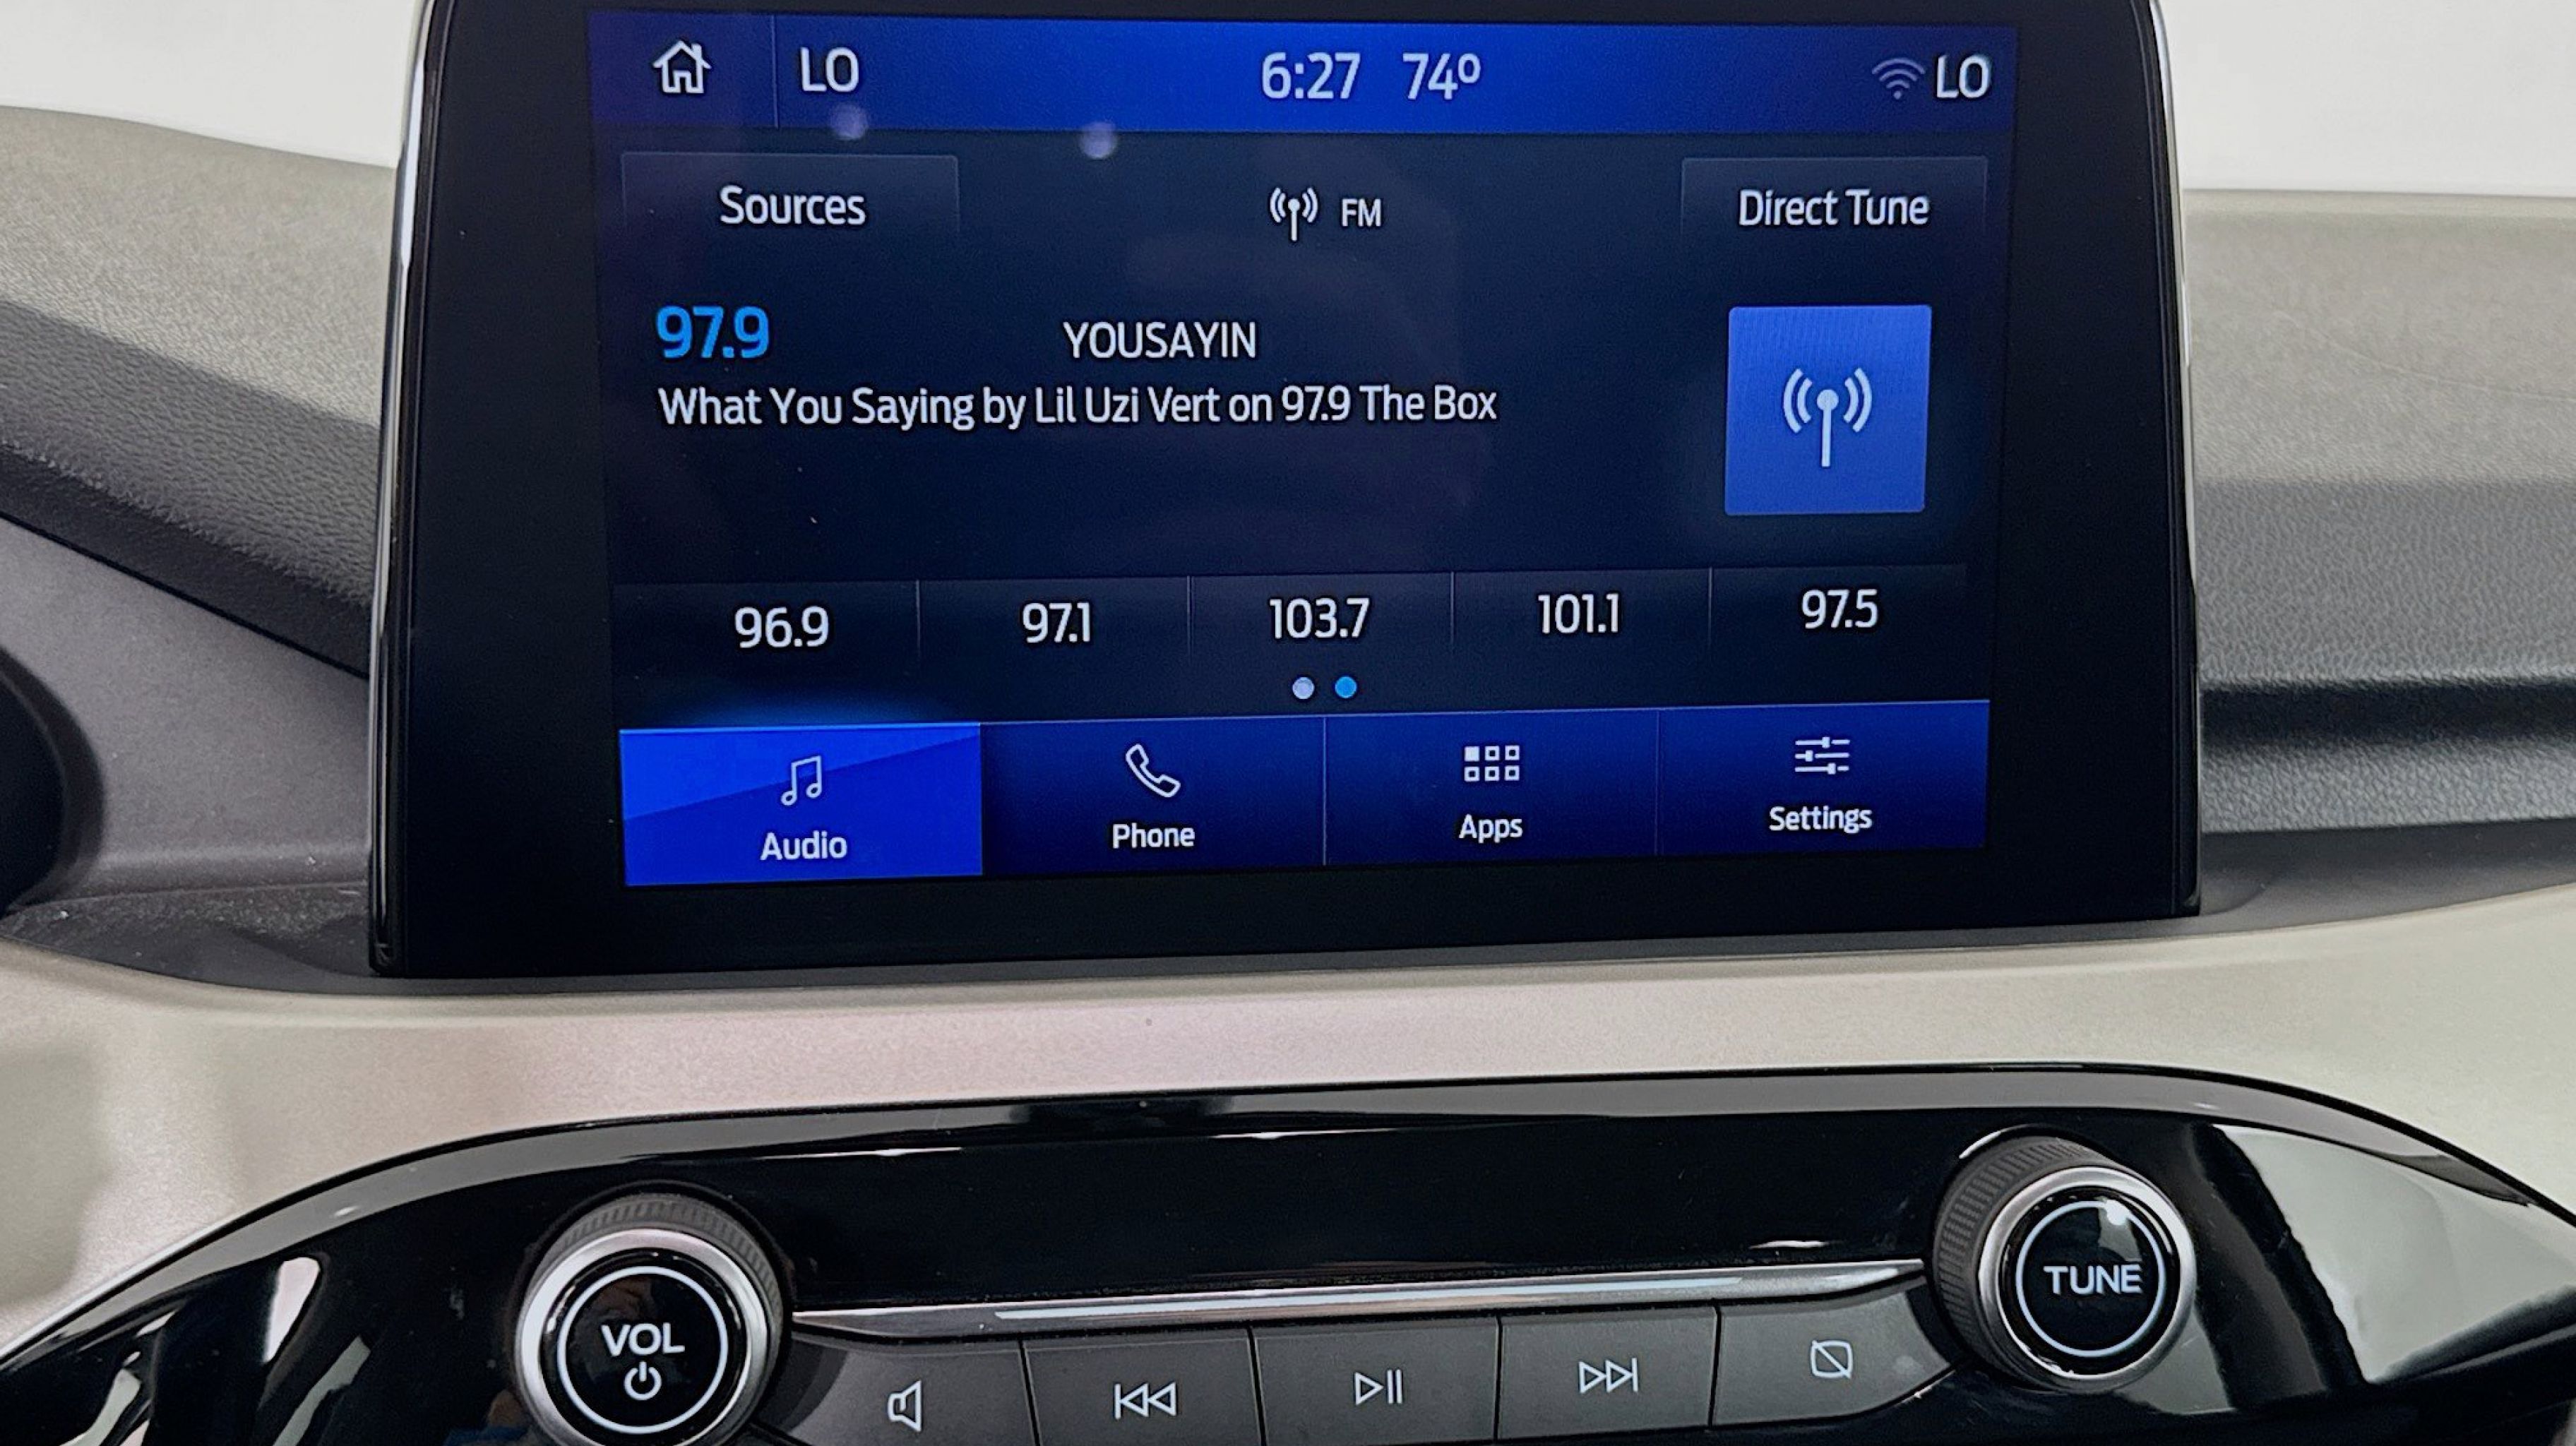 LO 6:27 74° LO
Sources FM Direct Tune
97.9 YOUSAYIN
What You Saying by Lil Uzi Vert on 97.9 The Box
96.9 97.1 103.7 101.1 97.5
Audio Phone Apps Settings
VOL TUNE